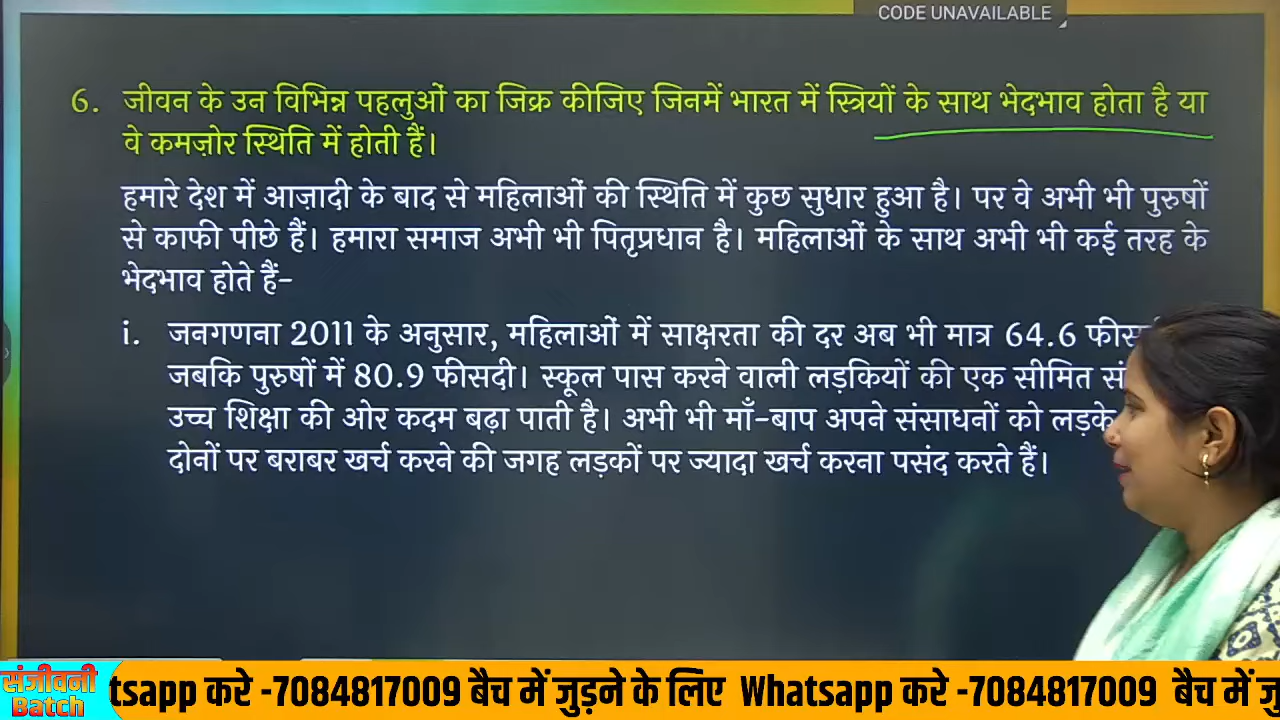 CODE UNAVAILABLE
6. जीवन के उन विभिन्न पहलुओं का जिक्र कीजिए जिनमें भारत में स्त्रियों के साथ भेदभाव होता है या
वे कमज़ोर स्थिति में होती हैं।
हमारे देश में आज़ादी के बाद से महिलाओं की स्थिति में कुछ सुधार हुआ है। पर वे अभी भी पुरुषों
से काफी पीछे हैं। हमारा समाज अभी भी पितृप्रधान है। महिलाओं के साथ अभी भी कई तरह के
भेदभाव होते हैं-
i. जनगणना 2011 के अनुसार, महिलाओं में साक्षरता की दर अब भी मात्र 64.6
जबकि पुरुषों में 80.9 फीसदी। स्कूल पास करने वाली लड़कियों की एक सीमित
उच्च शिक्षा की ओर कदम बढ़ा पाती है। अभी भी माँ-बाप अपने संसाधनों को लड़के
दोनों पर बराबर खर्च करने की जगह लड़कों पर ज्यादा खर्च करना पसंद करते हैं।
संजीवनी
Batch
tsapp करे -7084817009 बैच में जुड़ने के लिए Whatsapp करे -7084817009 बैच में